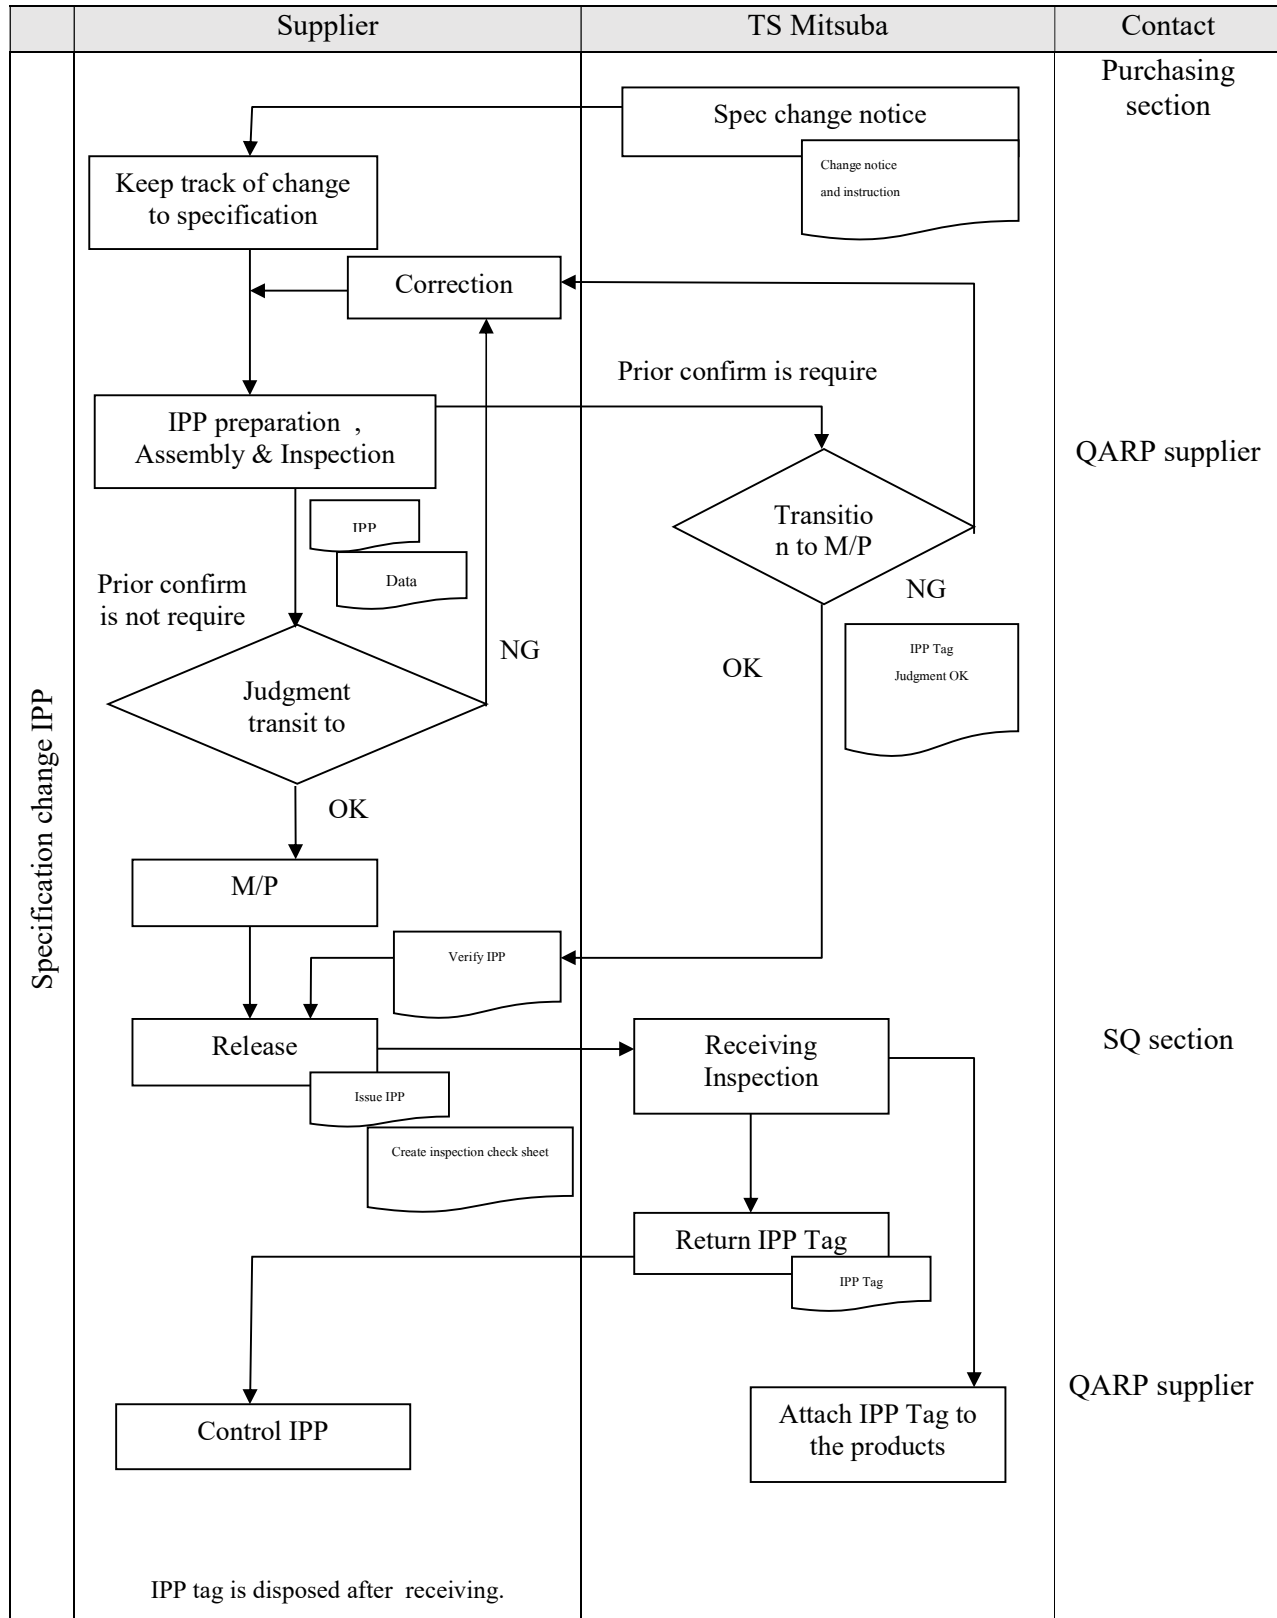 Supplier
TS Mitsuba
Contact
Purchasing
section
Spec change notice
Change notice
and instruction
Keep track of change
to specification
Correction
Prior confirm is require
IPP preparation ,
Assembly & Inspection
QARP supplier
IPP
Data
Transitio
n to M/P
Prior confirm
is not require
NG
NG
OK
IPP Tag
Judgment OK
Judgment
transit to
OK
Specification change IPP
M/P
Verify IPP
Release
Receiving
Inspection
SQ section
Issue IPP
Create inspection check sheet
Return IPP Tag
IPP Tag
QARP supplier
Control IPP
Attach IPP Tag to
the products
IPP tag is disposed after receiving.